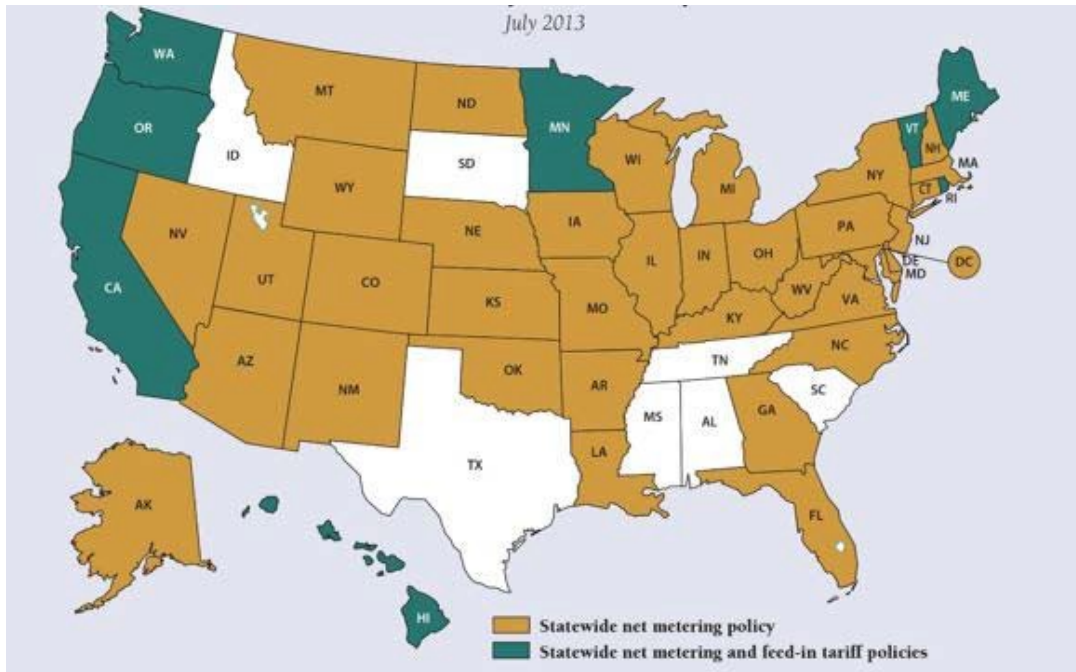 July 2013
WA
MT
ND
MN
ME
OR
VT
NH
ID
SD
WI
MA
WY
MI
NY
CT
RI
NV
NE
IA
PA
NJ
UT
CO
IL
IN
OH
DE
DC
MD
CA
KS
MO
WV
VA
KY
AZ
OK
TN
NC
NM
AR
SC
MS
AL
GA
TX
LA
AK
FL
HI
Statewide net metering policy
Statewide net metering and feed-in tariff policies